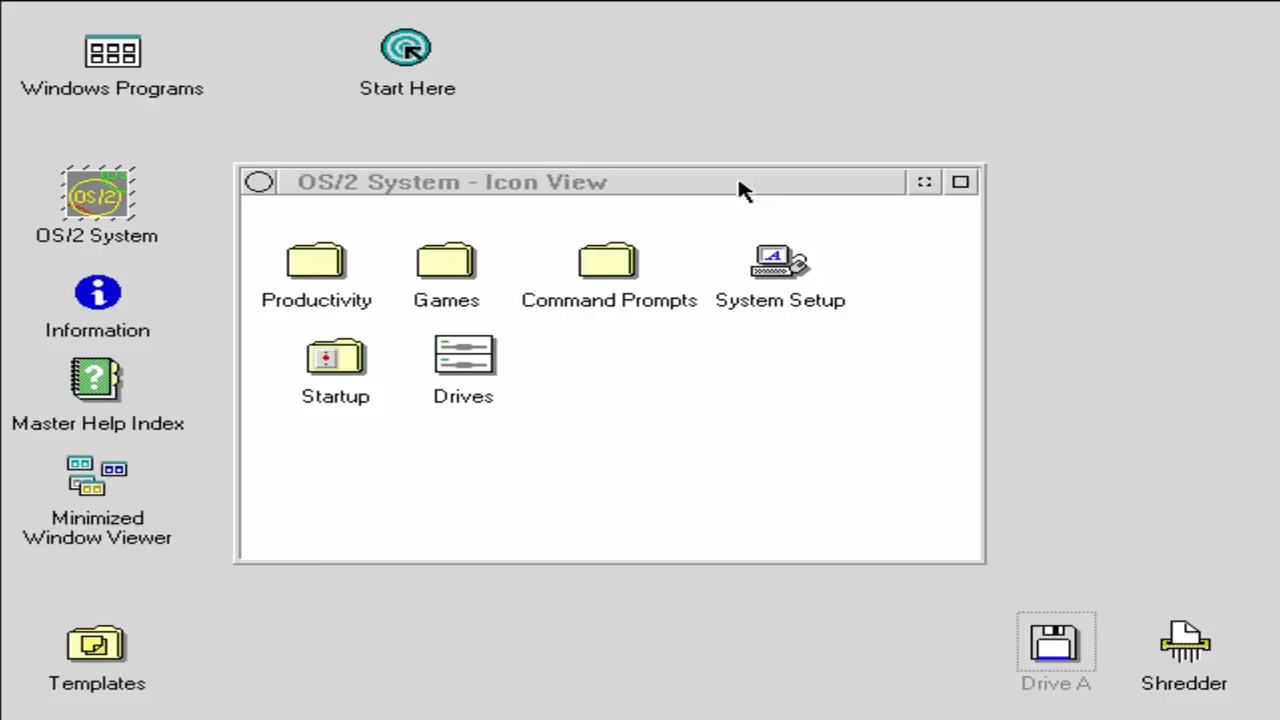 Windows Programs
Start Here
OS/2
OS/2 System
OS/2 System - Icon View
Productivity
Games
Command Prompts
System Setup
Startup
Drives
Information
Master Help Index
Minimized
Window Viewer
Templates
Drive A
Shredder